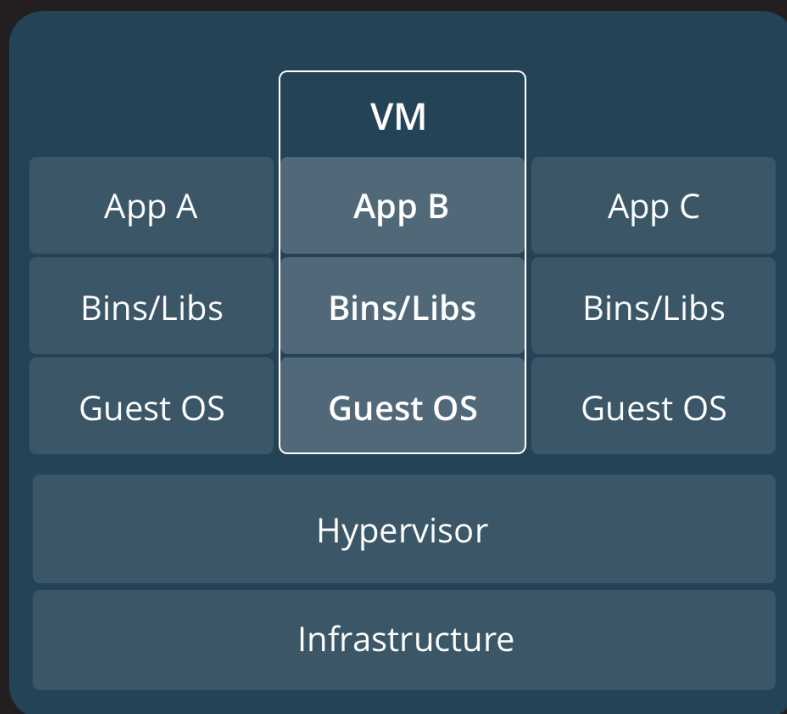 VM
App A
App B
App C
Bins/Libs
Bins/Libs
Bins/Libs
Guest OS
Guest OS
Guest OS
Hypervisor
Infrastructure